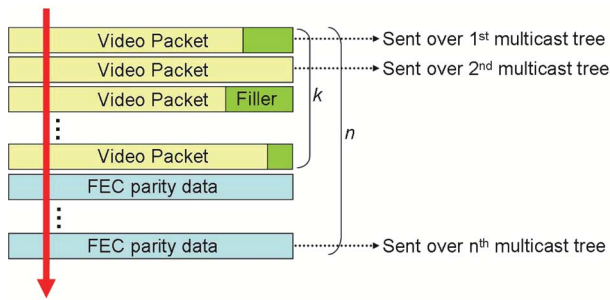 Video Packet
Sent over 1st multicast tree
Video Packet
Sent over 2nd multicast tree
Video Packet
Filler
k
n
Video Packet
FEC parity data
FEC parity data
Sent over nth multicast tree